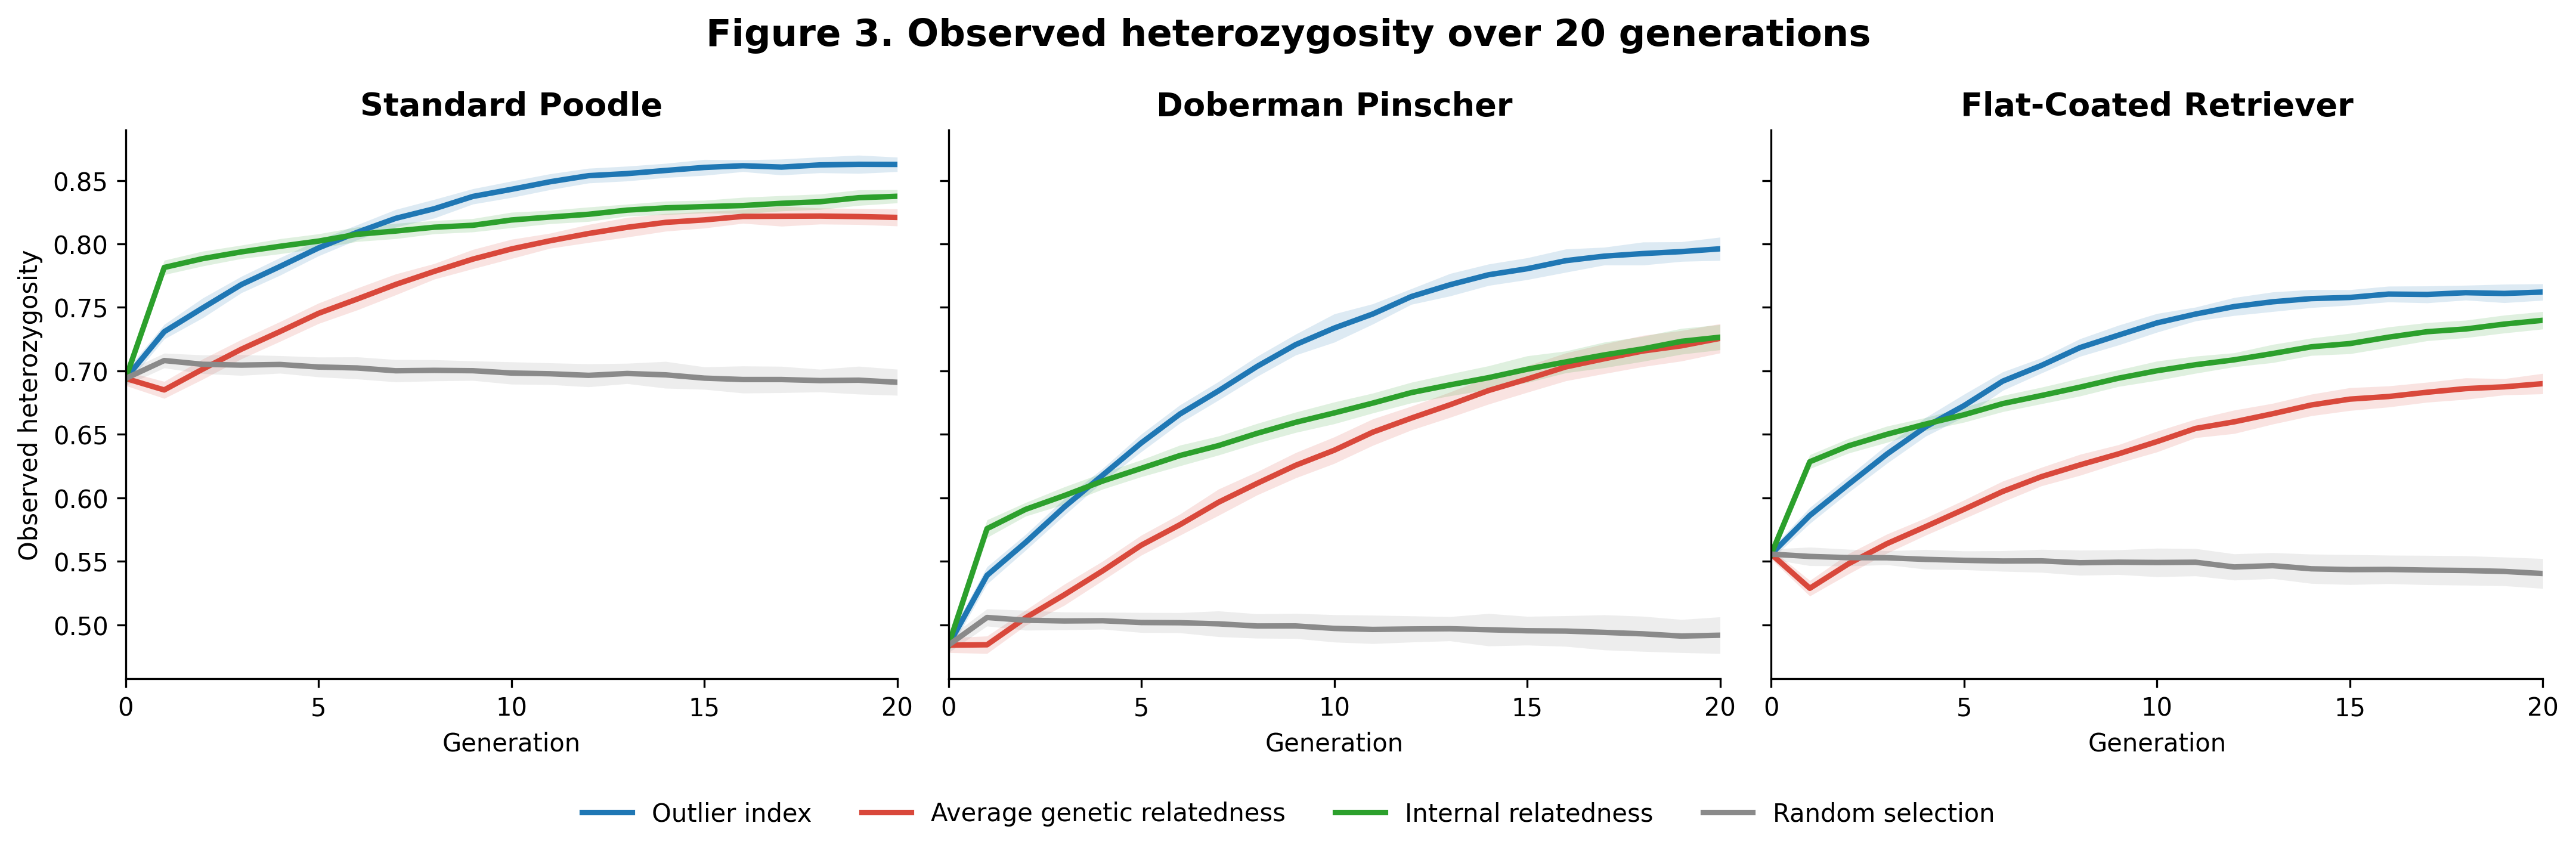 Figure 3. Observed heterozygosity over 20 generations
Standard Poodle
Doberman Pinscher
Flat-Coated Retriever
Observed heterozygosity
0.85
0.80
0.75
0.70
0.65
0.60
0.55
0.50
0 5 10 15 20
0 5 10 15 20
0 5 10 15 20
Generation
Generation
Generation
Outlier index
Average genetic relatedness
Internal relatedness
Random selection